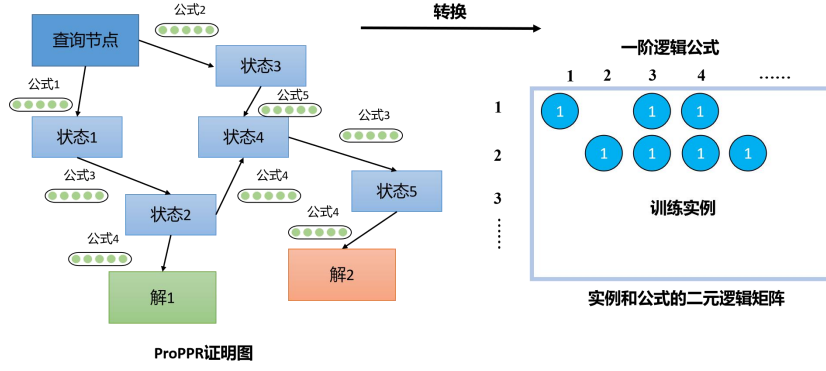 查询节点
公式2
状态3
公式1
公式5
公式3
状态1
状态4
公式3
公式4
状态5
状态2
公式4
公式4
解1
解2
ProPPR证明图
转换
一阶逻辑公式
1 2 3 4 ……
1 1 1 1
2 1 1 1 1
3
……
训练实例
实例和公式的二元逻辑矩阵